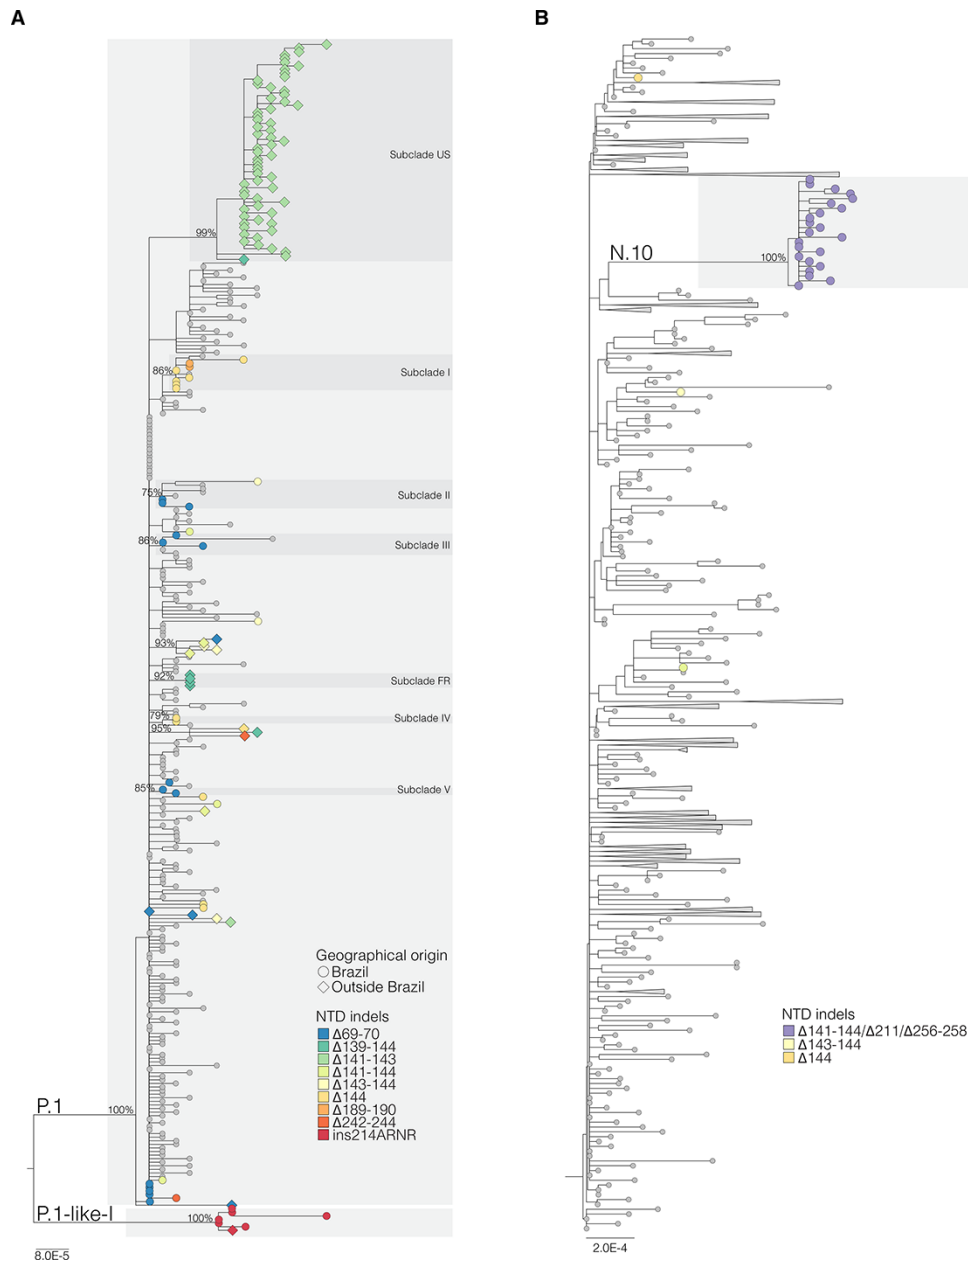 A
B
Subclade US
99%
N.10
100%
86%
Subclade I
75%
Subclade II
86%
Subclade III
93%
92%
Subclade FR
79%
Subclade IV
95%
85%
Subclade V
Geographical origin
Brazil
Outside Brazil
NTD indels
Δ69-70
Δ139-144
Δ141-143
Δ141-144
Δ143-144
Δ144
Δ189-190
Δ242-244
ins214ARNR
NTD indels
Δ141-144/Δ211/Δ256-258
Δ143-144
Δ144
P.1
100%
P.1-like-I
100%
8.0E-5
2.0E-4